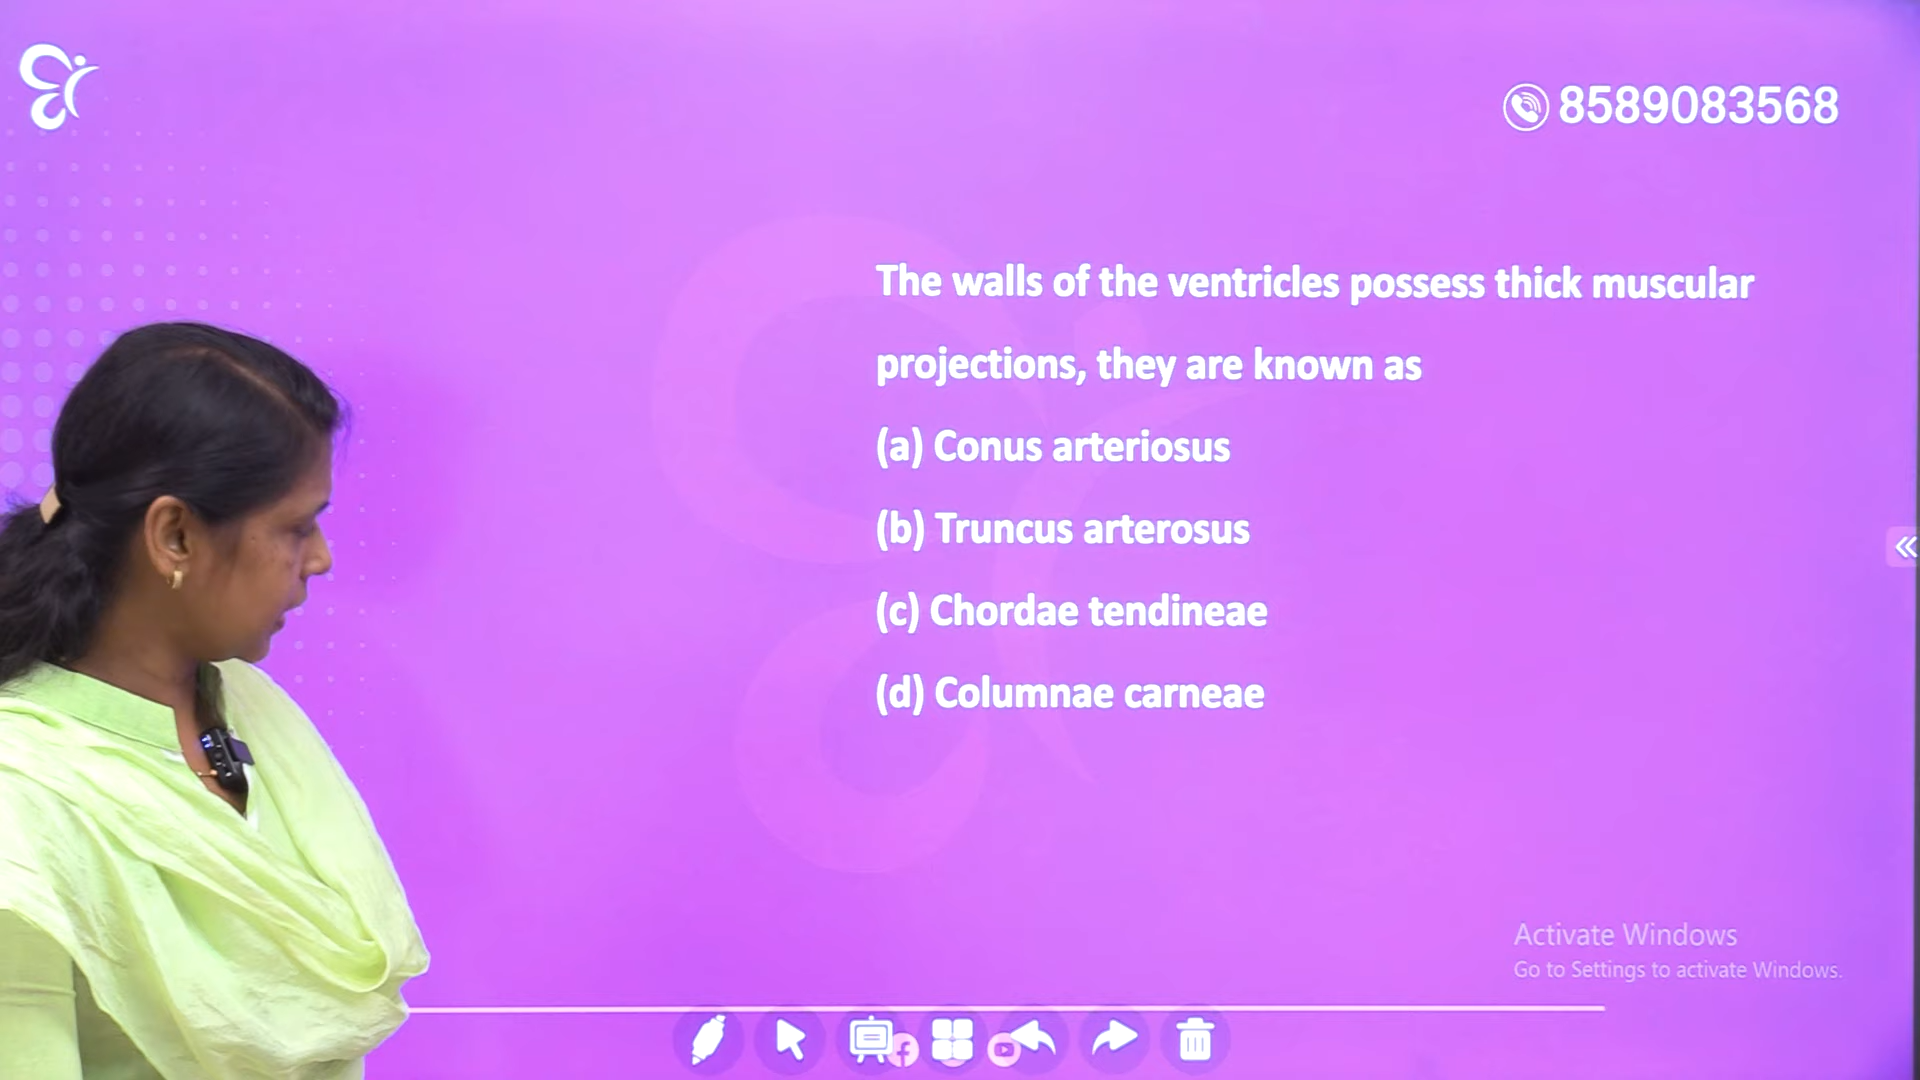 8589083568
The walls of the ventricles possess thick muscular
projections, they are known as
(a) Conus arteriosus
(b) Truncus arterosus
(c) Chordae tendineae
(d) Columnae carneae
Activate Windows
Go to Settings to activate Windows.